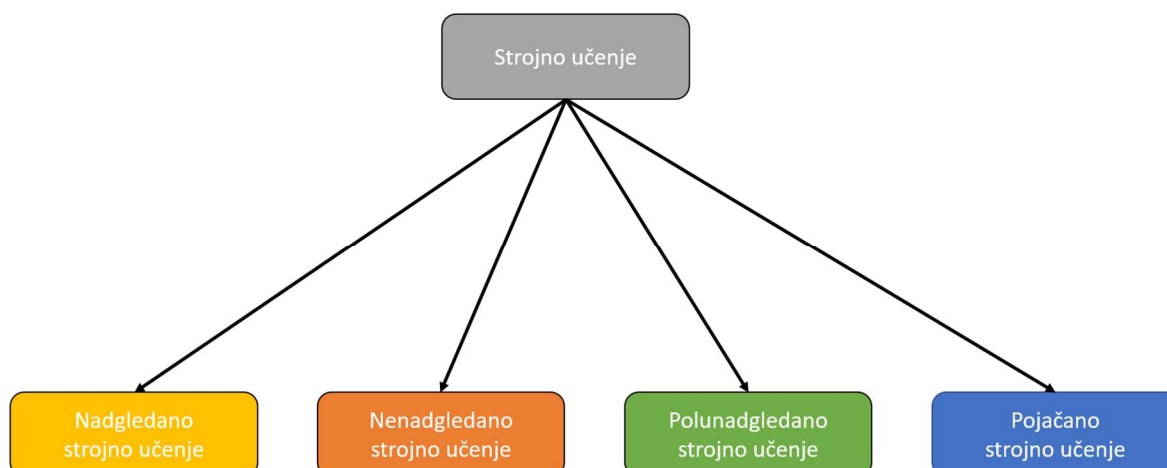 Strojno učenje
Nadgledano
strojno učenje
Nenadgledano
strojno učenje
Polunadgledano
strojno učenje
Pojačano
strojno učenje